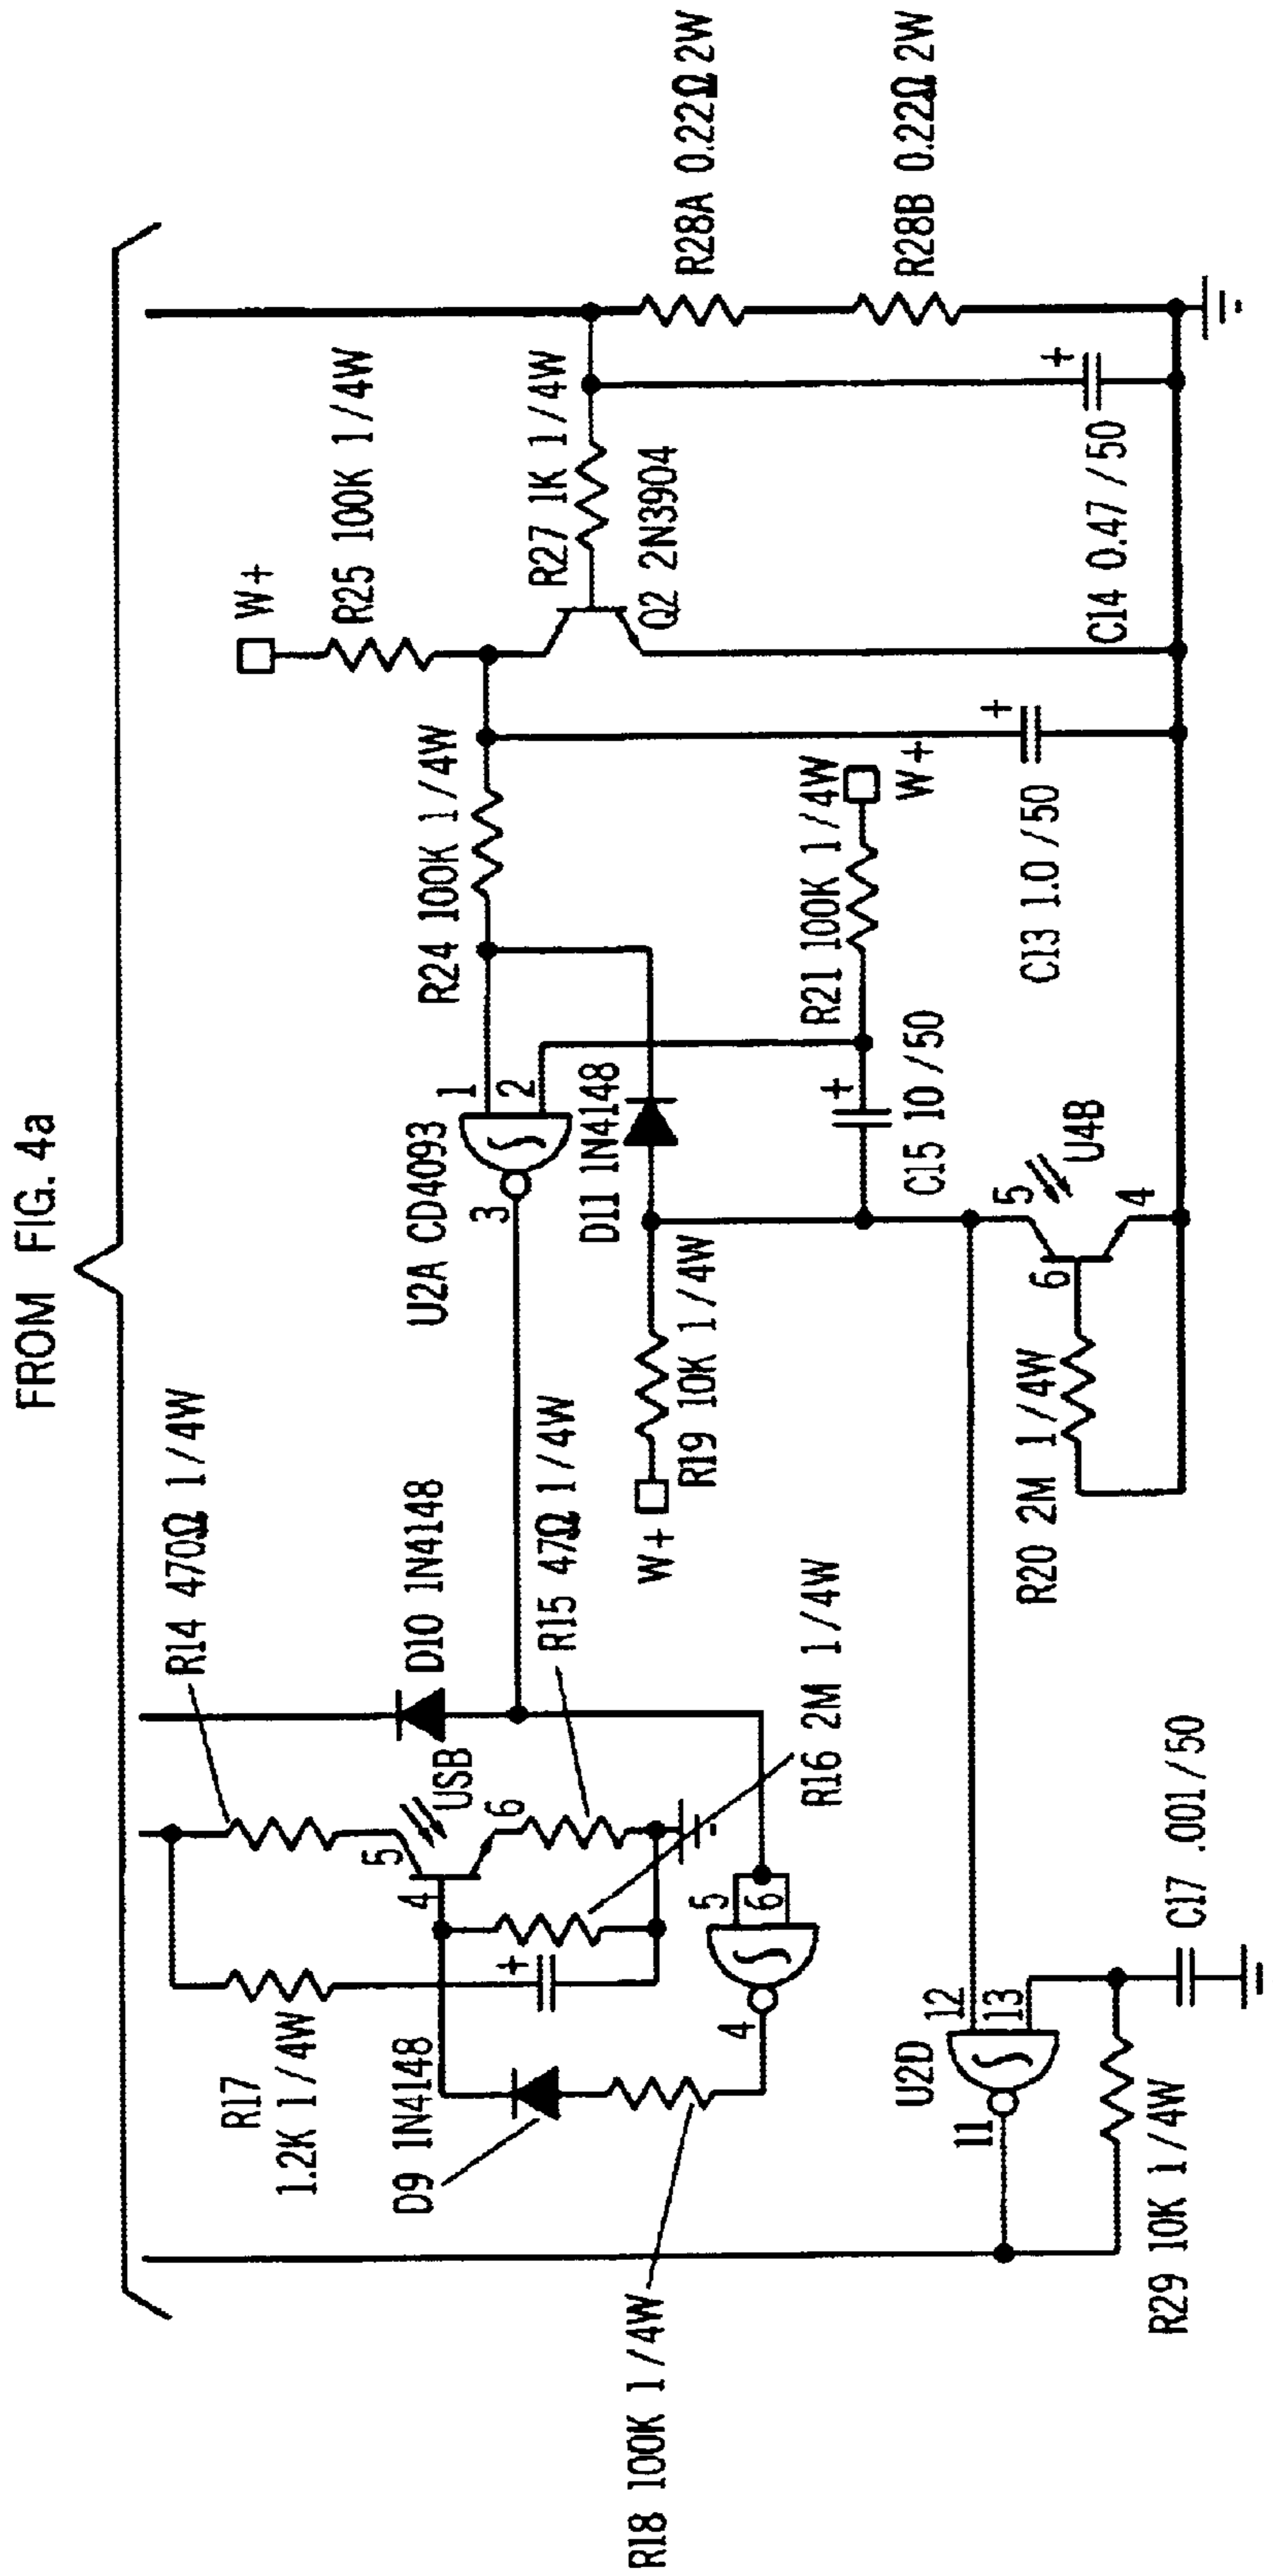 FROM FIG. 4a
R14 470Ω 1/4W
R17
1.2K 1/4W
D9 1N4148
R18 100K 1/4W
4
5
6
USB
+
D10 1N4148
R15 47Ω 1/4W
R16 2M 1/4W
5
6
4
U2A CD4093
1
2
3
R24 100K 1/4W
W+
R25 100K 1/4W
R27 1K 1/4W
Q2 2N3904
R28A 0.22Ω 2W
R28B 0.22Ω 2W
+
C14 0.47/50
+
C13 1.0/50
R21 100K 1/4W
W+
D11 1N4148
+
C15 10/50
W+
R19 10K 1/4W
5
6
4
U4B
R20 2M 1/4W
U2D
12
13
11
R29 10K 1/4W
C17 .001/50